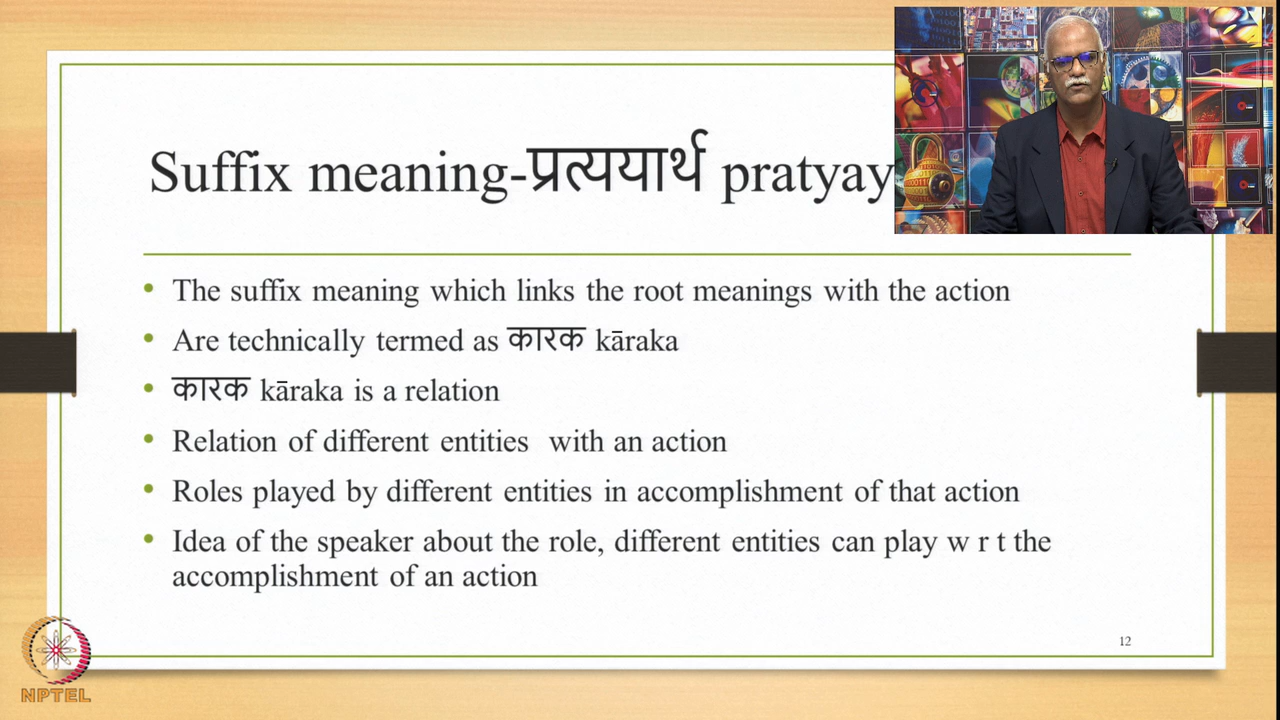 Suffix meaning-प्रत्ययार्थ pratyay
• The suffix meaning which links the root meanings with the action
• Are technically termed as कारक kāraka
• कारक kāraka is a relation
• Relation of different entities with an action
• Roles played by different entities in accomplishment of that action
• Idea of the speaker about the role, different entities can play w r t the
accomplishment of an action
12
NPTEL